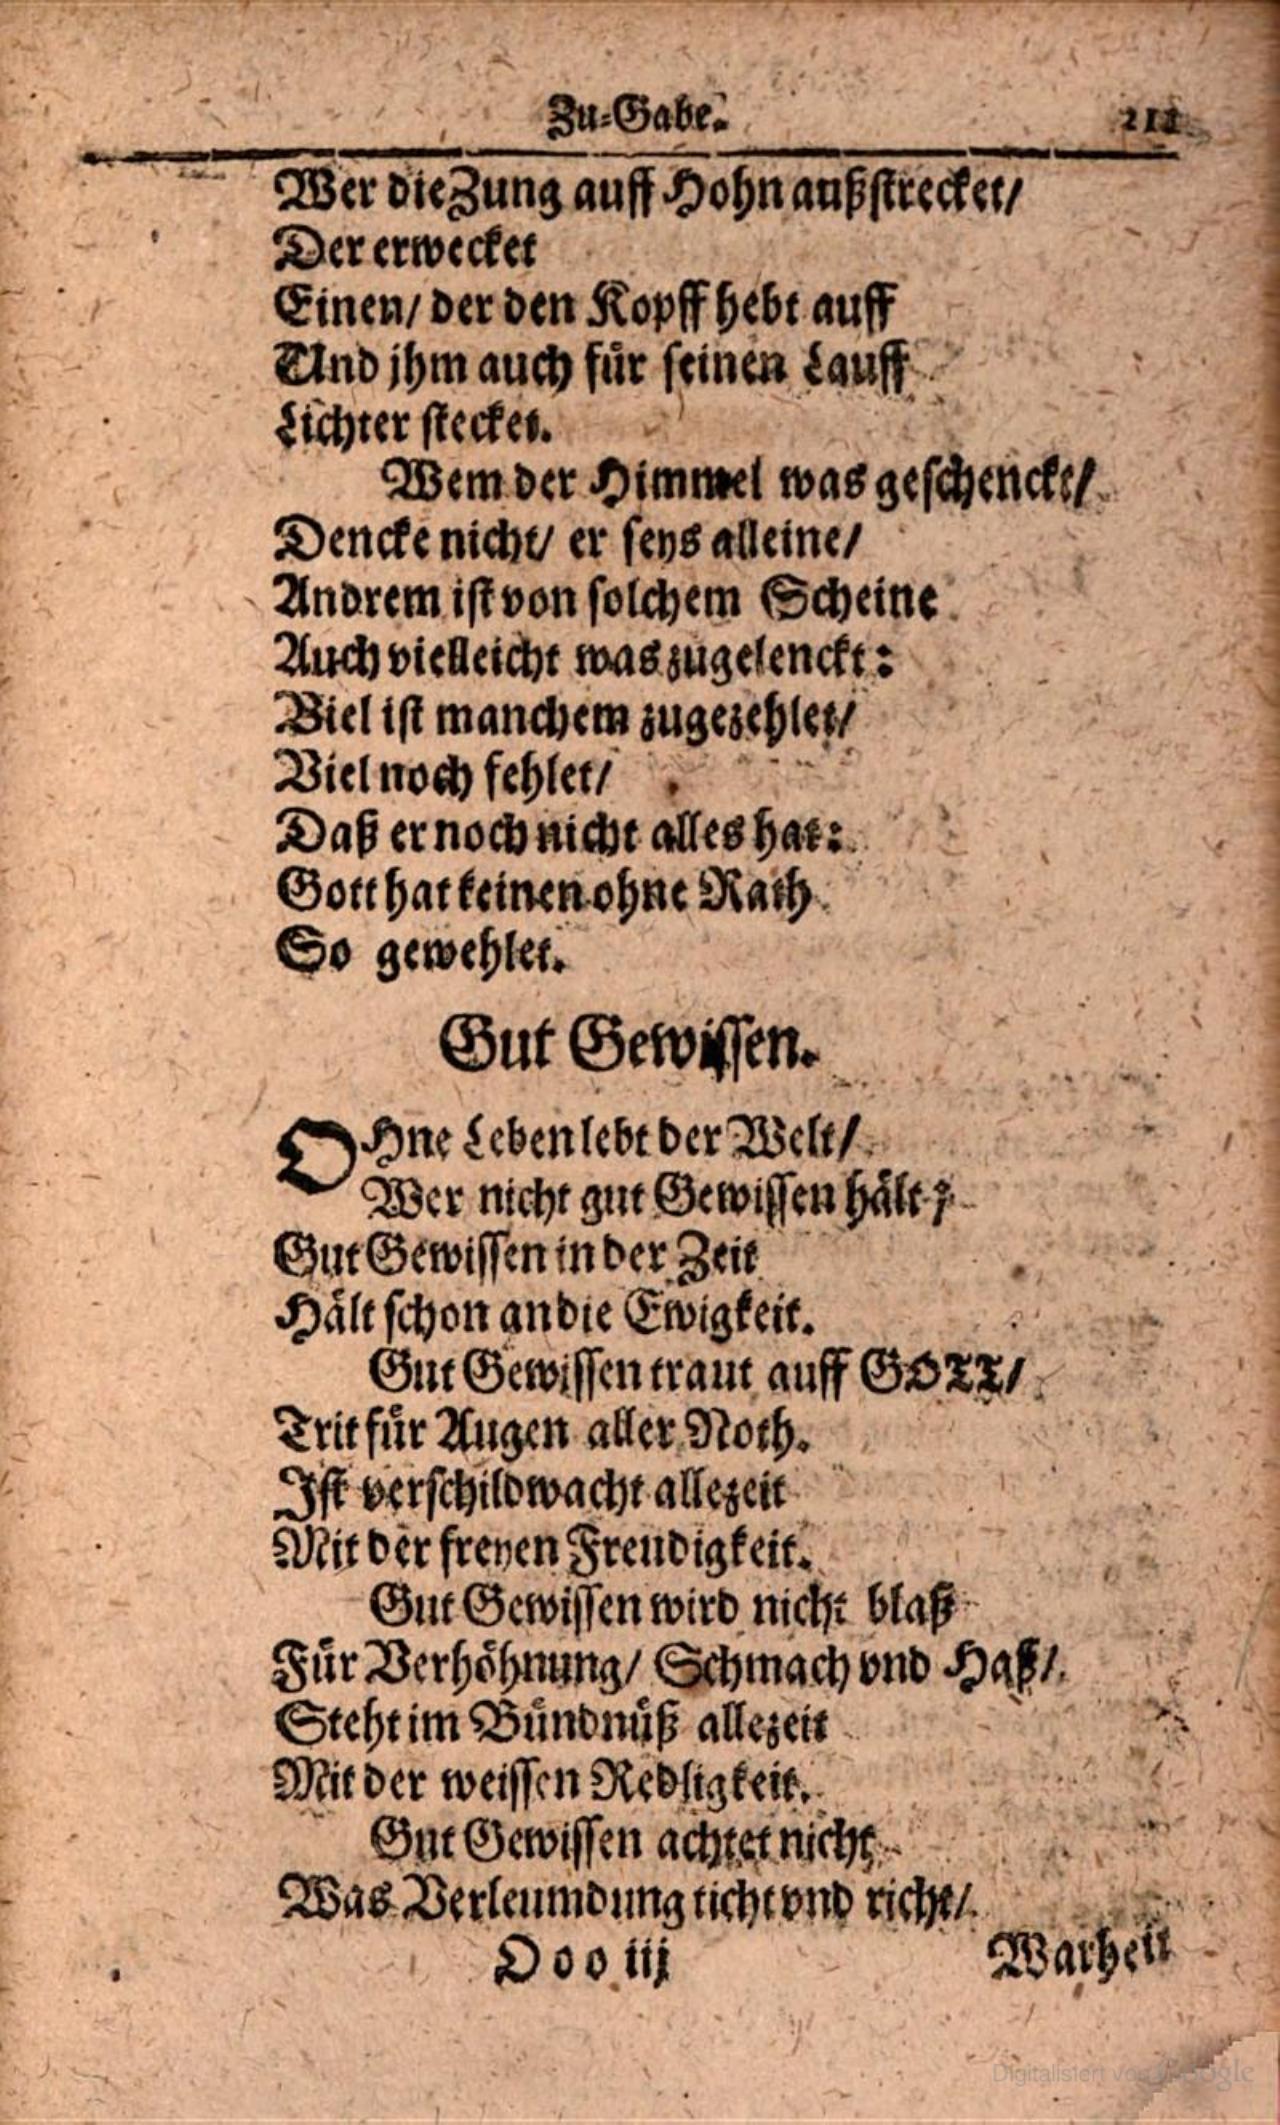 Zu-Gabe. 211
Wer die Zung auff Hohn außstrecket/
Der erwecket
Einen/ der den Kopff hebt auff
Und jhm auch für seinen Lauff
Lichter stecket.
Wem der Himmel was geschenckt/
Dencke nicht/ er seys alleine/
Andrem ist von solchem Scheine
Auch vielleicht was zugelenckt:
Viel ist manchem zugezehlet/
Viel noch fehlet/
Daß er noch nicht alles hat:
Gott hat keinen ohne Rath
So gewehlet.
Gut Gewissen.
OHne Leben lebt der Welt/
Wer nicht gut Gewissen hält;
Gut Gewissen in der Zeit
Hält schon an die Ewigkeit.
Gut Gewissen traut auff GOTT/
Trit für Augen aller Noth.
Ist verschildwacht allezeit
Mit der freyen Freudigkeit.
Gut Gewissen wird nicht blaß
Für Verhöhnung/ Schmach vnd Haß/
Steht im Bündnüß allezeit
Mit der weissen Redligkeit.
Gut Gewissen achtet nicht
Was Verleumdung ticht vnd richt/
Ooo iij Warheit
Digitalisiert von Google